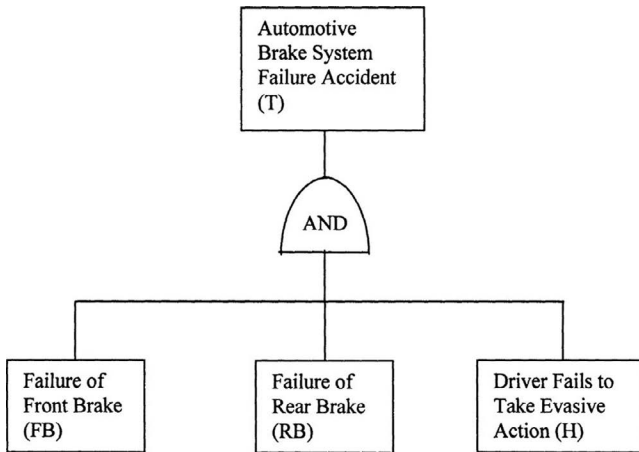 Automotive
Brake System
Failure Accident
(T)
AND
Failure of
Front Brake
(FB)
Failure of
Rear Brake
(RB)
Driver Fails to
Take Evasive
Action (H)